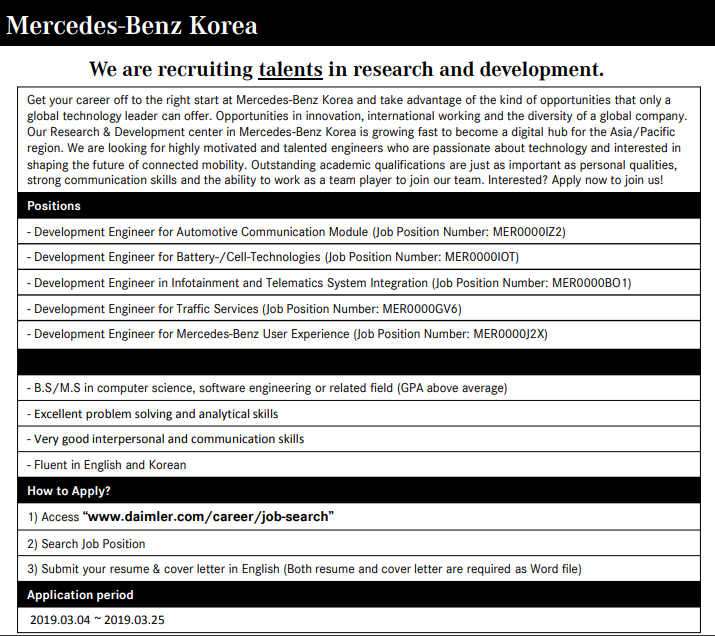 Mercedes-Benz Korea
We are recruiting talents in research and development.
Get your career off to the right start at Mercedes-Benz Korea and take advantage of the kind of opportunities that only a
global technology leader can offer. Opportunities in innovation, international working and the diversity of a global company.
Our Research & Development center in Mercedes-Benz Korea is growing fast to become a digital hub for the Asia/Pacific
region. We are looking for highly motivated and talented engineers who are passionate about technology and interested in
shaping the future of connected mobility. Outstanding academic qualifications are just as important as personal qualities,
strong communication skills and the ability to work as a team player to join our team. Interested? Apply now to join us!
Positions
- Development Engineer for Automotive Communication Module (Job Position Number: MER0000IZ2)
- Development Engineer for Battery-/Cell-Technologies (Job Position Number: MER0000IOT)
- Development Engineer in Infotainment and Telematics System Integration (Job Position Number: MER0000BO1)
- Development Engineer for Traffic Services (Job Position Number: MER0000GV6)
- Development Engineer for Mercedes-Benz User Experience (Job Position Number: MER0000J2X)
- B.S/M.S in computer science, software engineering or related field (GPA above average)
- Excellent problem solving and analytical skills
- Very good interpersonal and communication skills
- Fluent in English and Korean
How to Apply?
1) Access “www.daimler.com/career/job-search”
2) Search Job Position
3) Submit your resume & cover letter in English (Both resume and cover letter are required as Word file)
Application period
2019.03.04 ~ 2019.03.25